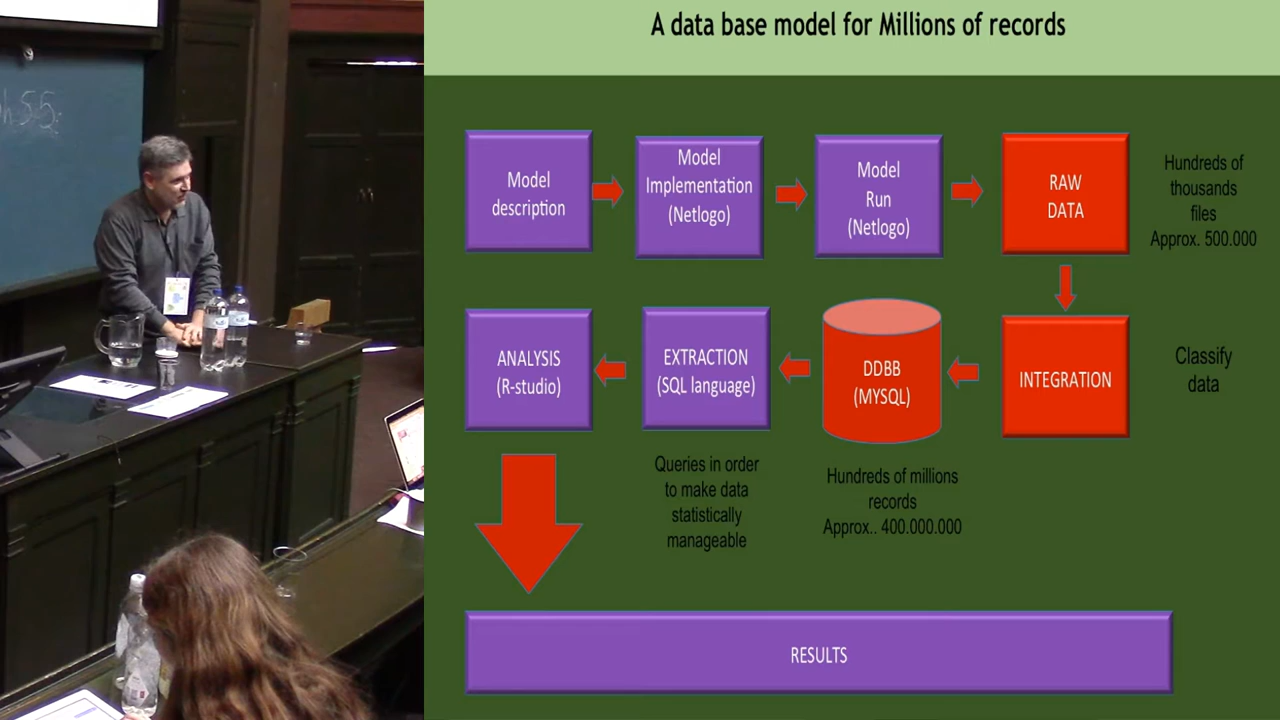 A data base model for Millions of records
Model
description
Model
Implementation
(Netlogo)
Model
Run
(Netlogo)
RAW
DATA
Hundreds of
thousands
files
Approx. 500.000
ANALYSIS
(R-studio)
EXTRACTION
(SQL language)
DDBB
(MYSQL)
INTEGRATION
Classify
data
Queries in order
to make data
statistically
manageable
Hundreds of millions
records
Approx.. 400.000.000
RESULTS